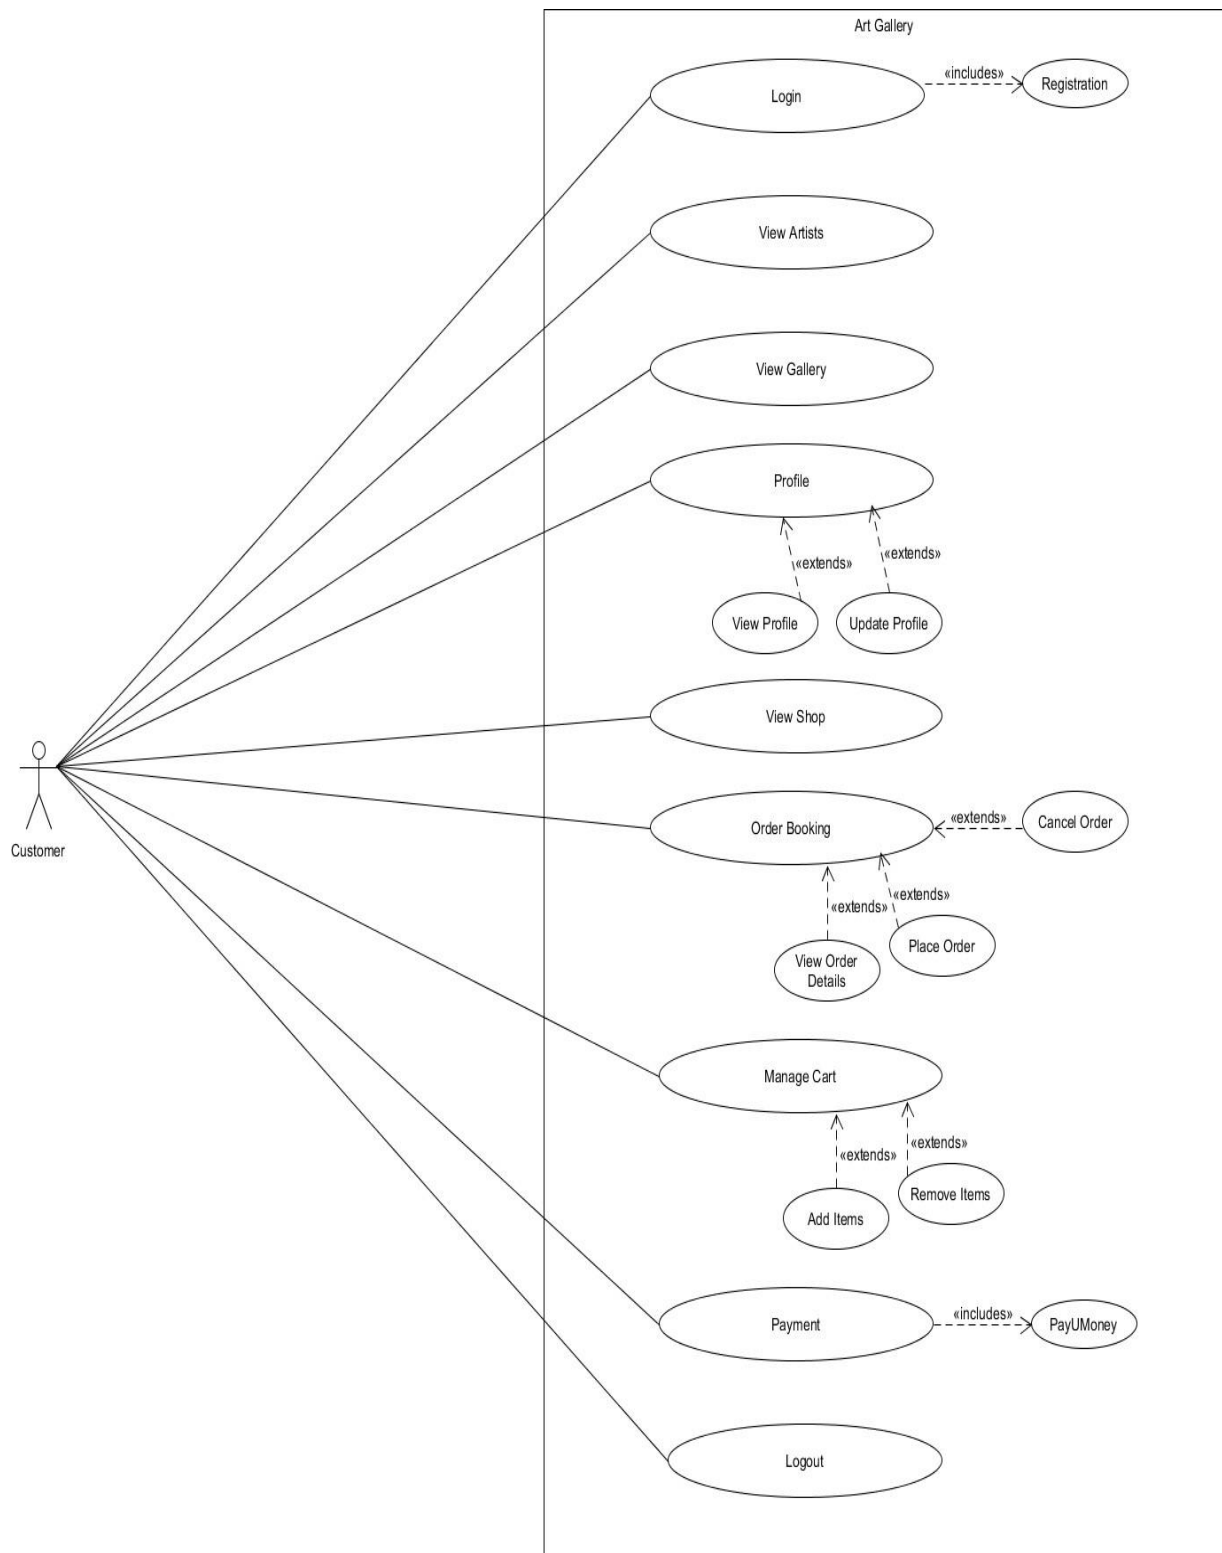 Art Gallery
Login
«includes»
Registration
View Artists
View Gallery
Profile
«extends»
«extends»
View Profile
Update Profile
View Shop
Customer
Order Booking
«extends»
Cancel Order
«extends»
«extends»
View Order
Details
Place Order
Manage Cart
«extends»
«extends»
Add Items
Remove Items
Payment
«includes»
PayUMoney
Logout